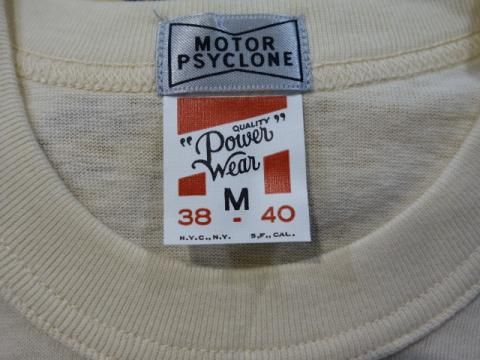 MOTOR
PSYCLONE
QUALITY
"Power"
Wear
M
38 - 40
N.Y.C., N.Y. S.F., CAL.